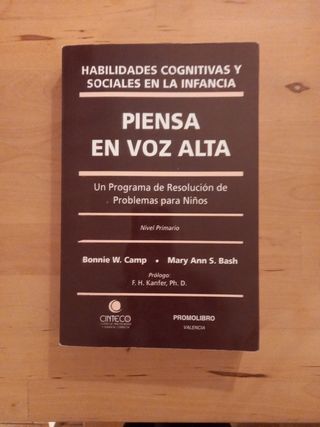 HABILIDADES COGNITIVAS Y
SOCIALES EN LA INFANCIA
PIENSA
EN VOZ ALTA
Un Programa de Resolución de
Problemas para Niños
Nivel Primario
Bonnie W. Camp • Mary Ann S. Bash
Prólogo:
F. H. Kanfer, Ph. D.
CINTECO
PROMOLIBRO
VALENCIA